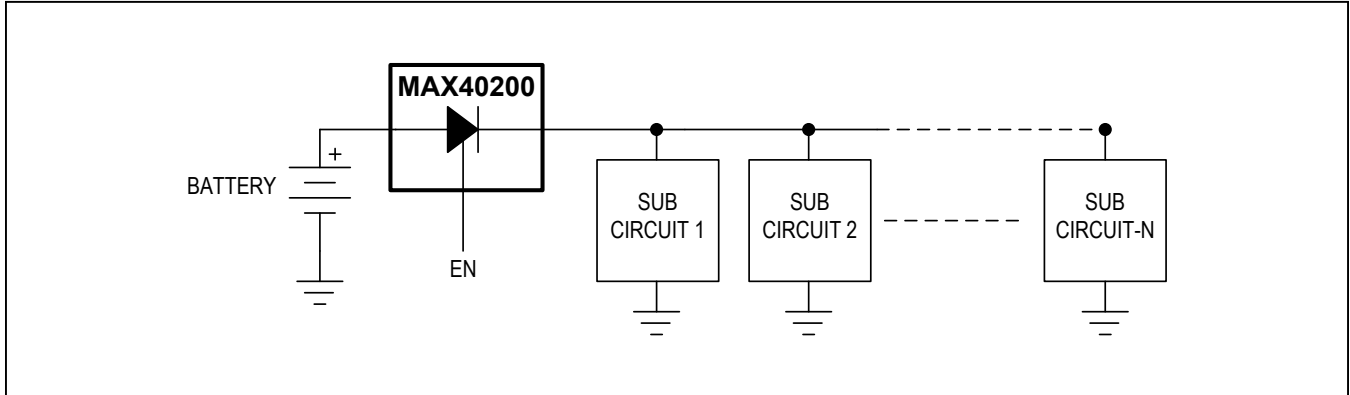 MAX40200
+
BATTERY
EN
SUB
CIRCUIT 1
SUB
CIRCUIT 2
SUB
CIRCUIT-N